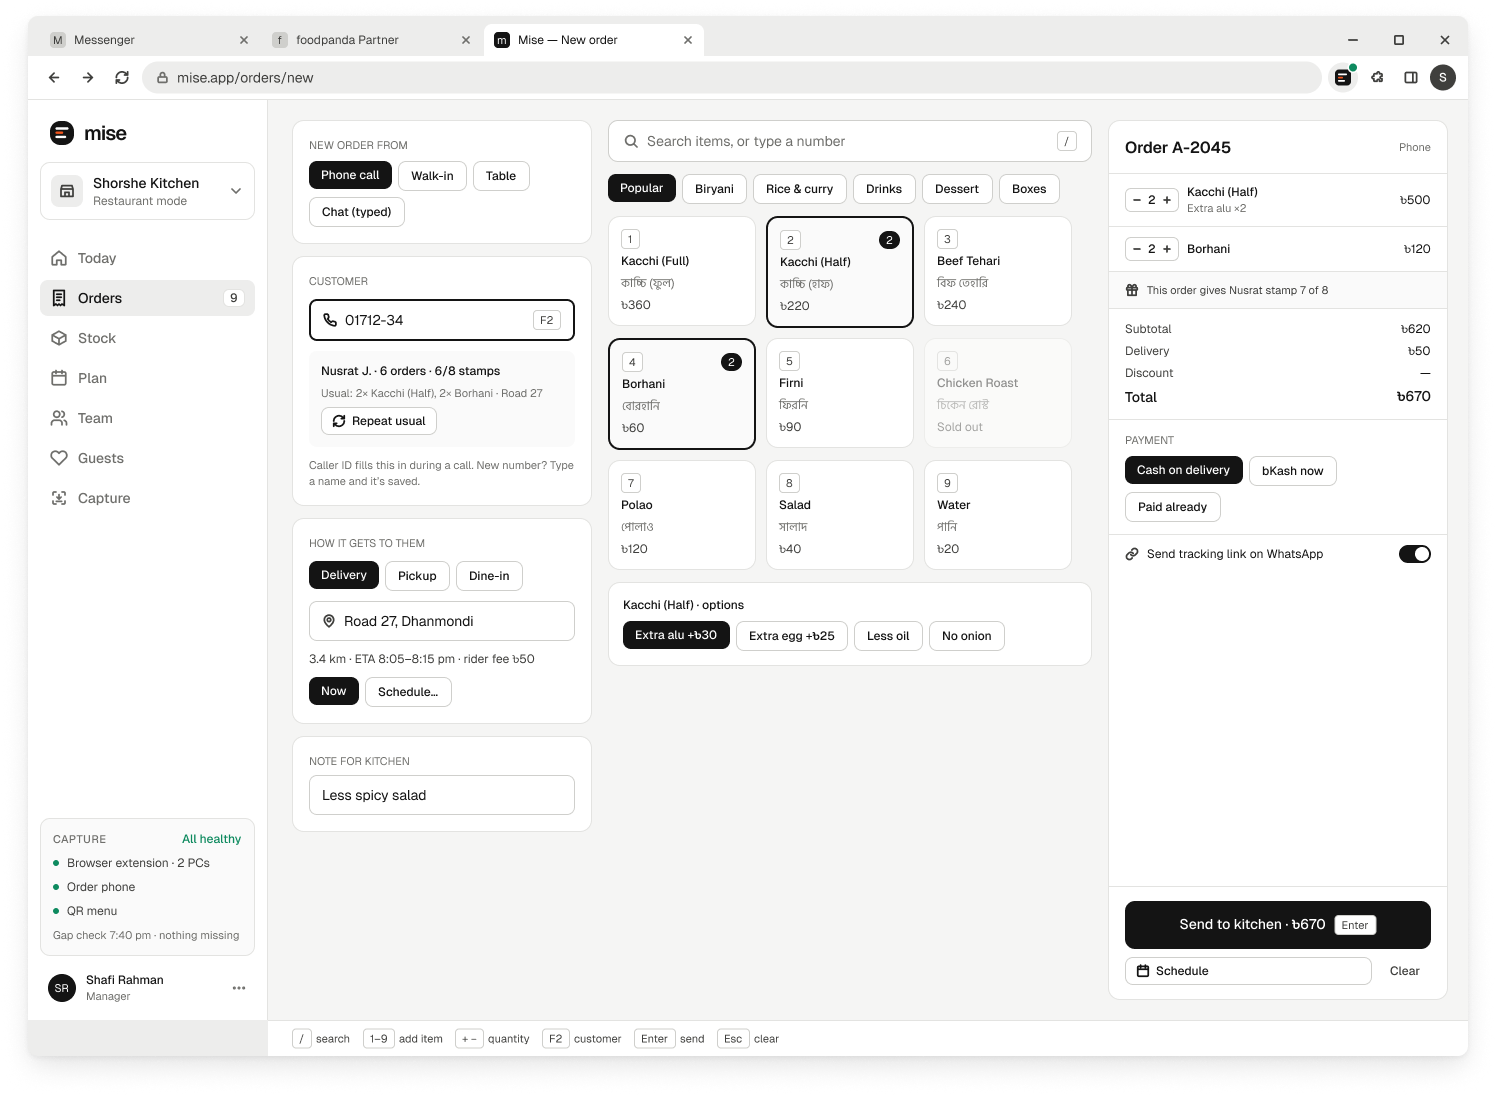 M Messenger
f foodpanda Partner
m Mise — New order
mise.app/orders/new
S
mise
Shorshe Kitchen
Restaurant mode
Today
Orders 9
Stock
Plan
Team
Guests
Capture
CAPTURE All healthy
Browser extension · 2 PCs
Order phone
QR menu
Gap check 7:40 pm · nothing missing
SR Shafi Rahman
Manager
NEW ORDER FROM
Phone call Walk-in Table
Chat (typed)
CUSTOMER
01712-34 F2
Nusrat J. · 6 orders · 6/8 stamps
Usual: 2× Kacchi (Half), 2× Borhani · Road 27
Repeat usual
Caller ID fills this in during a call. New number? Type
a name and it's saved.
HOW IT GETS TO THEM
Delivery Pickup Dine-in
Road 27, Dhanmondi
3.4 km · ETA 8:05–8:15 pm · rider fee ৳50
Now Schedule…
NOTE FOR KITCHEN
Less spicy salad
Search items, or type a number /
Popular Biryani Rice & curry Drinks Dessert Boxes
1
Kacchi (Full)
কাচ্চি (ফুল)
৳360
2 2
Kacchi (Half)
কাচ্চি (হাফ)
৳220
3
Beef Tehari
বিফ তেহারি
৳240
4 2
Borhani
বোরহানি
৳60
5
Firni
ফিরনি
৳90
6
Chicken Roast
চিকেন রোস্ট
Sold out
7
Polao
পোলাও
৳120
8
Salad
সালাদ
৳40
9
Water
পানি
৳20
Kacchi (Half) · options
Extra alu +৳30 Extra egg +৳25 Less oil No onion
Order A-2045 Phone
− 2 + Kacchi (Half) ৳500
Extra alu ×2
− 2 + Borhani ৳120
This order gives Nusrat stamp 7 of 8
Subtotal ৳620
Delivery ৳50
Discount —
Total ৳670
PAYMENT
Cash on delivery bKash now
Paid already
Send tracking link on WhatsApp
Send to kitchen · ৳670 Enter
Schedule Clear
/ search 1–9 add item + − quantity F2 customer Enter send Esc clear